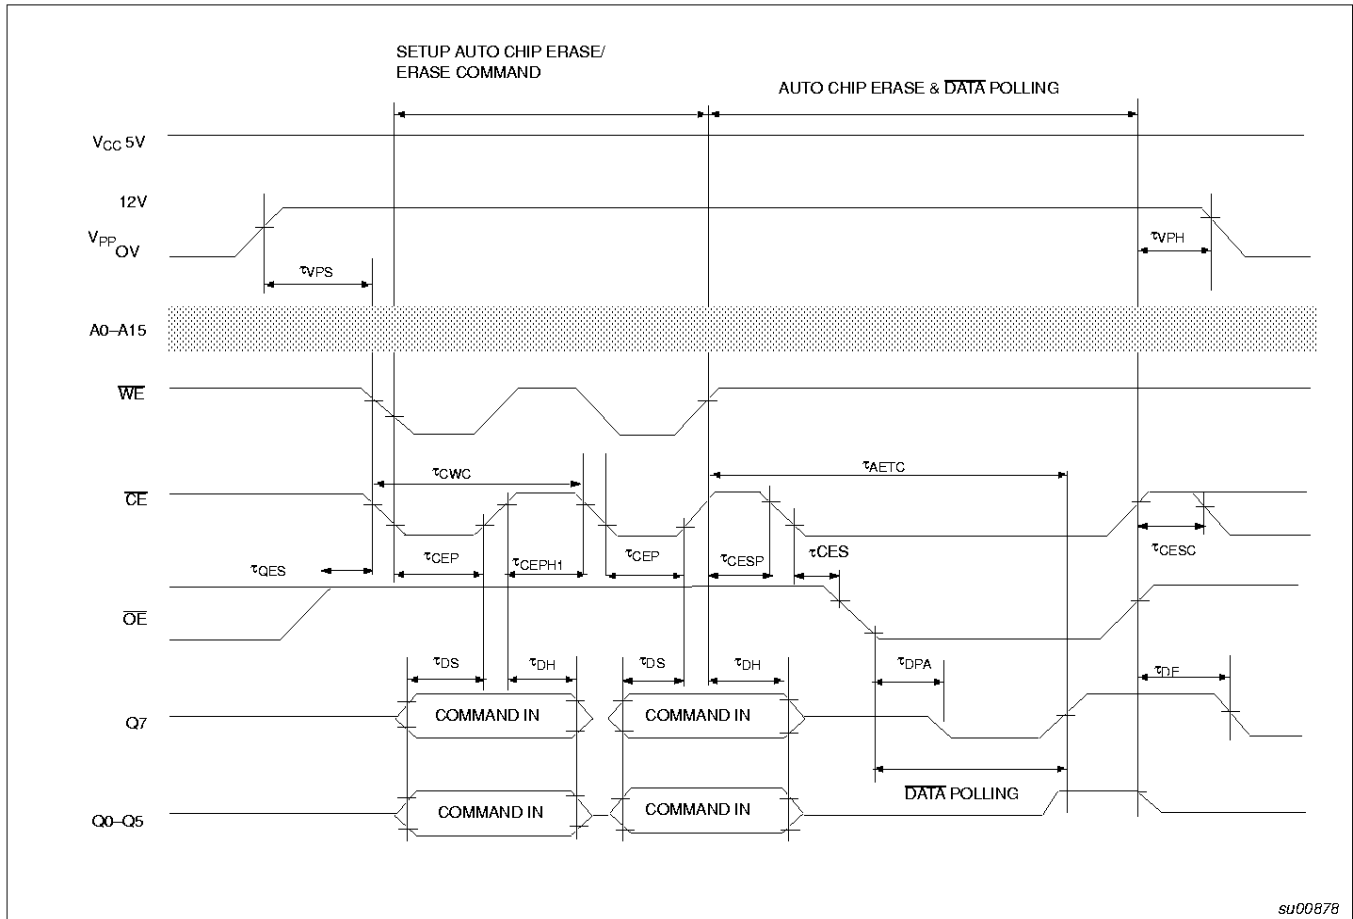 SETUP AUTO CHIP ERASE/
ERASE COMMAND
AUTO CHIP ERASE & DATA POLLING
VCC 5V
12V
VPP OV
τVPS
τVPH
A0–A15
WE
τCWC
τAETC
CE
τCEP
τCEPH1
τCEP
τCESP
τCES
τCESC
τQES
OE
τDS
τDH
τDS
τDH
τDPA
τDF
Q7
COMMAND IN
COMMAND IN
DATA POLLING
Q0–Q5
COMMAND IN
COMMAND IN
su00878